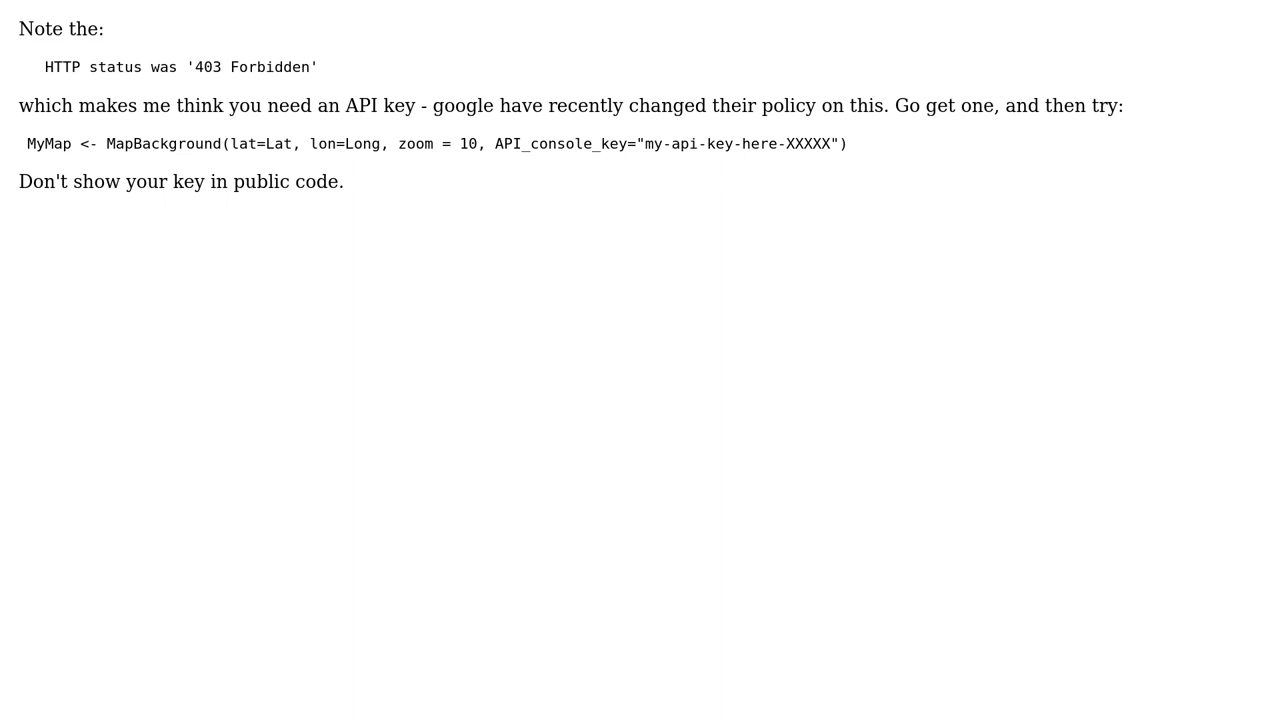 Note the:
HTTP status was '403 Forbidden'
which makes me think you need an API key - google have recently changed their policy on this. Go get one, and then try:
MyMap <- MapBackground(lat=Lat, lon=Long, zoom = 10, API_console_key="my-api-key-here-XXXXX")
Don't show your key in public code.